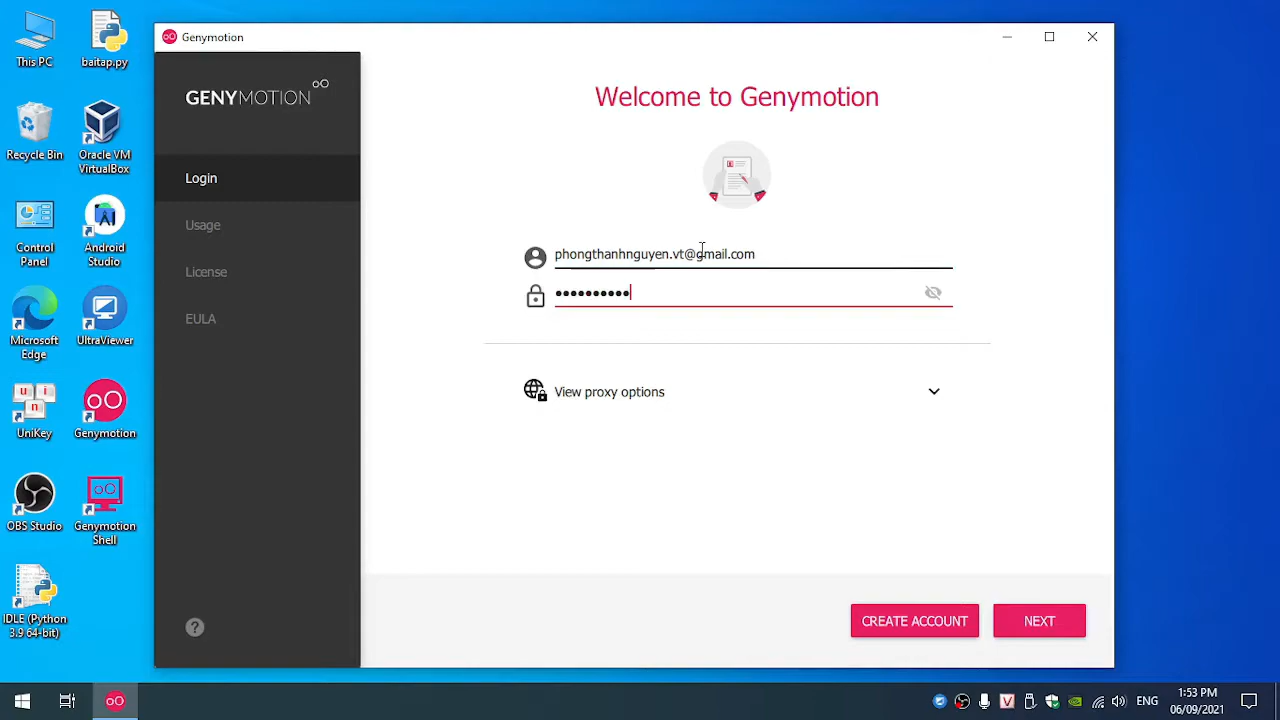 This PC
baitap.py
Recycle Bin
Oracle VM
VirtualBox
Control
Panel
Android
Studio
Microsoft
Edge
UltraViewer
UniKey
Genymotion
OBS Studio
Genymotion
Shell
IDLE (Python
3.9 64-bit)
Genymotion
GENYMOTION
Login
Usage
License
EULA
Welcome to Genymotion
phongthanhnguyen.vt@gmail.com
••••••••••
View proxy options
CREATE ACCOUNT
NEXT
ENG
1:53 PM
06/09/2021